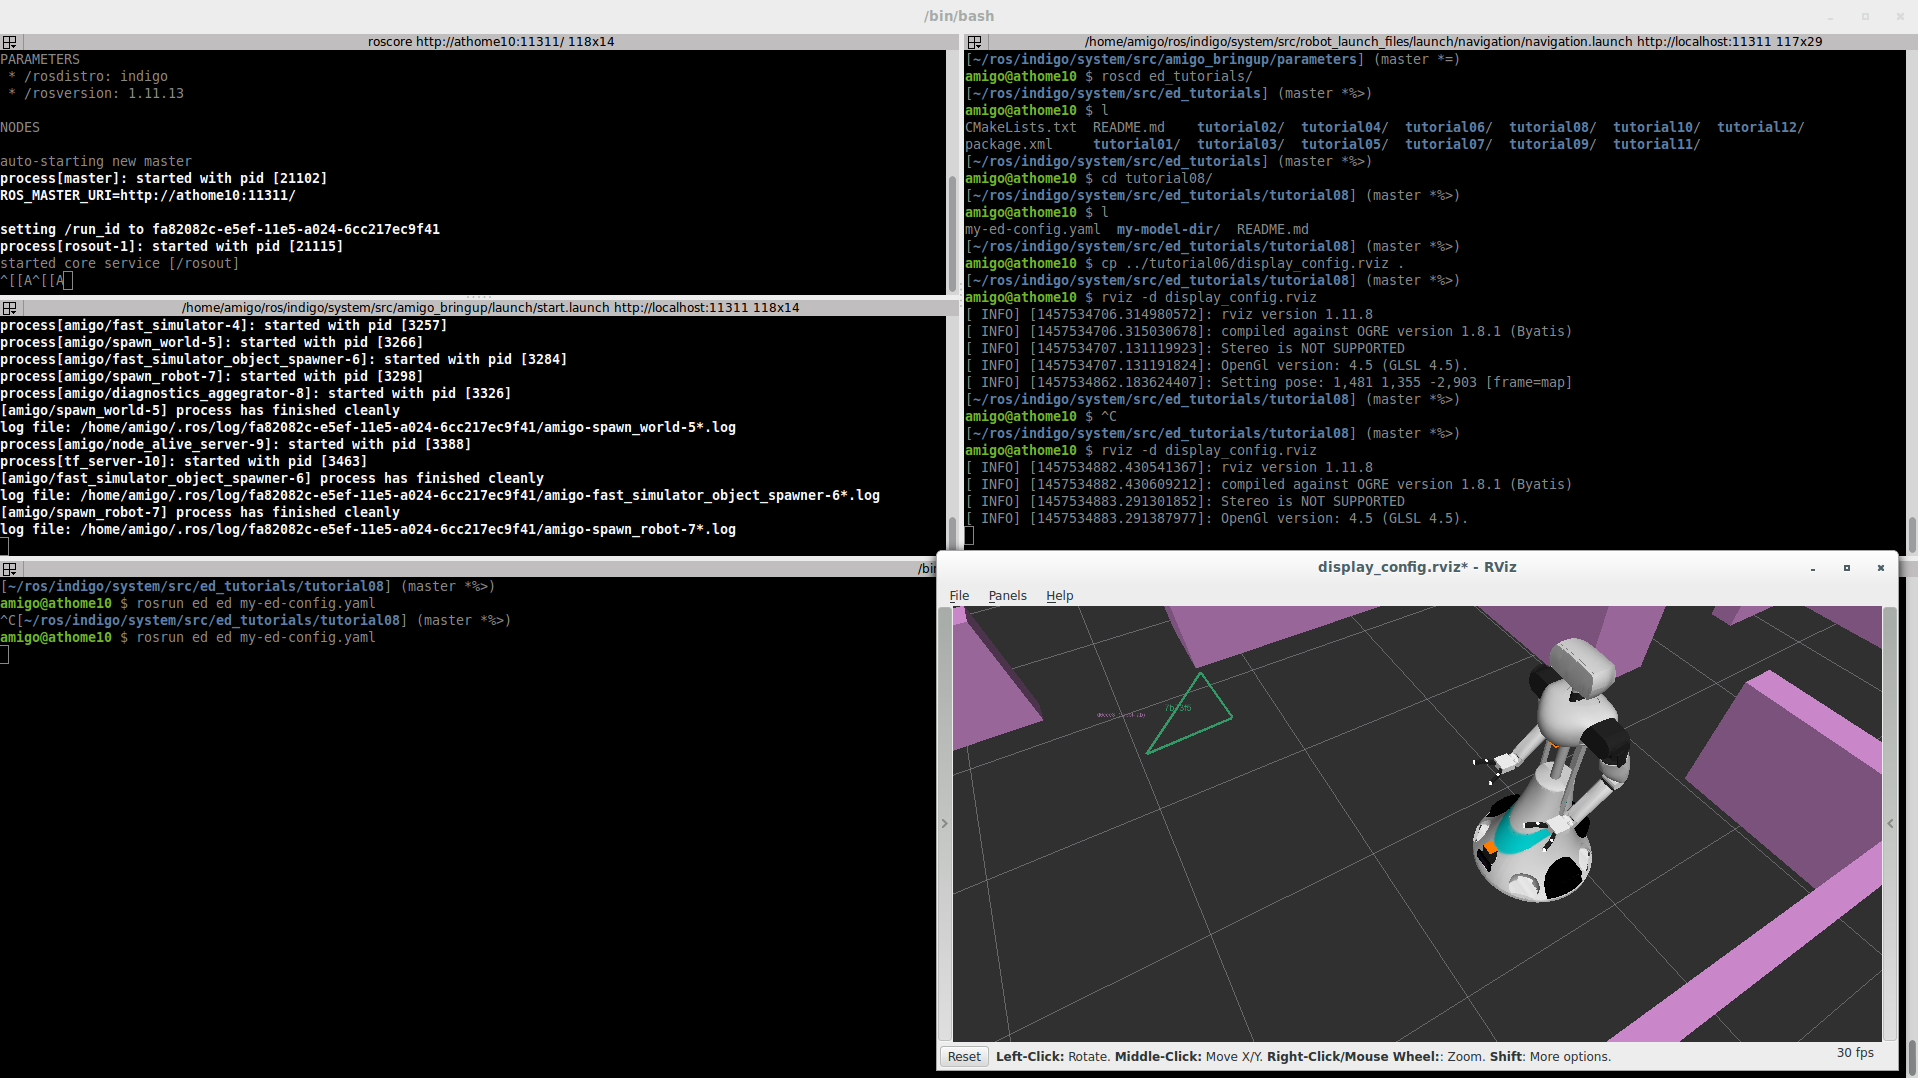 /bin/bash
roscore http://athome10:11311/ 118x14
PARAMETERS
 * /rosdistro: indigo
 * /rosversion: 1.11.13
NODES
auto-starting new master
process[master]: started with pid [21102]
ROS_MASTER_URI=http://athome10:11311/
setting /run_id to fa82082c-e5ef-11e5-a024-6cc217ec9f41
process[rosout-1]: started with pid [21115]
started core service [/rosout]
^[[A^[[A
/home/amigo/ros/indigo/system/src/amigo_bringup/launch/start.launch http://localhost:11311 118x14
process[amigo/fast_simulator-4]: started with pid [3257]
process[amigo/spawn_world-5]: started with pid [3266]
process[amigo/fast_simulator_object_spawner-6]: started with pid [3284]
process[amigo/spawn_robot-7]: started with pid [3298]
process[amigo/diagnostics_aggegrator-8]: started with pid [3326]
[amigo/spawn_world-5] process has finished cleanly
log file: /home/amigo/.ros/log/fa82082c-e5ef-11e5-a024-6cc217ec9f41/amigo-spawn_world-5*.log
process[amigo/node_alive_server-9]: started with pid [3388]
process[tf_server-10]: started with pid [3463]
[amigo/fast_simulator_object_spawner-6] process has finished cleanly
log file: /home/amigo/.ros/log/fa82082c-e5ef-11e5-a024-6cc217ec9f41/amigo-fast_simulator_object_spawner-6*.log
[amigo/spawn_robot-7] process has finished cleanly
log file: /home/amigo/.ros/log/fa82082c-e5ef-11e5-a024-6cc217ec9f41/amigo-spawn_robot-7*.log
/bin
[~/ros/indigo/system/src/ed_tutorials/tutorial08] (master *%>)
amigo@athome10 $ rosrun ed ed my-ed-config.yaml
^C[~/ros/indigo/system/src/ed_tutorials/tutorial08] (master *%>)
amigo@athome10 $ rosrun ed ed my-ed-config.yaml
/home/amigo/ros/indigo/system/src/robot_launch_files/launch/navigation/navigation.launch http://localhost:11311 117x29
[~/ros/indigo/system/src/amigo_bringup/parameters] (master *=)
amigo@athome10 $ roscd ed_tutorials/
[~/ros/indigo/system/src/ed_tutorials] (master *%>)
amigo@athome10 $ l
CMakeLists.txt  README.md    tutorial02/  tutorial04/  tutorial06/  tutorial08/  tutorial10/  tutorial12/
package.xml     tutorial01/  tutorial03/  tutorial05/  tutorial07/  tutorial09/  tutorial11/
[~/ros/indigo/system/src/ed_tutorials] (master *%>)
amigo@athome10 $ cd tutorial08/
[~/ros/indigo/system/src/ed_tutorials/tutorial08] (master *%>)
amigo@athome10 $ l
my-ed-config.yaml  my-model-dir/  README.md
[~/ros/indigo/system/src/ed_tutorials/tutorial08] (master *%>)
amigo@athome10 $ cp ../tutorial06/display_config.rviz .
[~/ros/indigo/system/src/ed_tutorials/tutorial08] (master *%>)
amigo@athome10 $ rviz -d display_config.rviz
[ INFO] [1457534706.314980572]: rviz version 1.11.8
[ INFO] [1457534706.315030678]: compiled against OGRE version 1.8.1 (Byatis)
[ INFO] [1457534707.131119923]: Stereo is NOT SUPPORTED
[ INFO] [1457534707.131191824]: OpenGl version: 4.5 (GLSL 4.5).
[ INFO] [1457534862.183624407]: Setting pose: 1,481 1,355 -2,903 [frame=map]
[~/ros/indigo/system/src/ed_tutorials/tutorial08] (master *%>)
amigo@athome10 $ ^C
[~/ros/indigo/system/src/ed_tutorials/tutorial08] (master *%>)
amigo@athome10 $ rviz -d display_config.rviz
[ INFO] [1457534882.430541367]: rviz version 1.11.8
[ INFO] [1457534882.430609212]: compiled against OGRE version 1.8.1 (Byatis)
[ INFO] [1457534883.291301852]: Stereo is NOT SUPPORTED
[ INFO] [1457534883.291387977]: OpenGl version: 4.5 (GLSL 4.5).
display_config.rviz* - RViz
File Panels Help
Reset Left-Click: Rotate. Middle-Click: Move X/Y. Right-Click/Mouse Wheel:: Zoom. Shift: More options. 30 fps